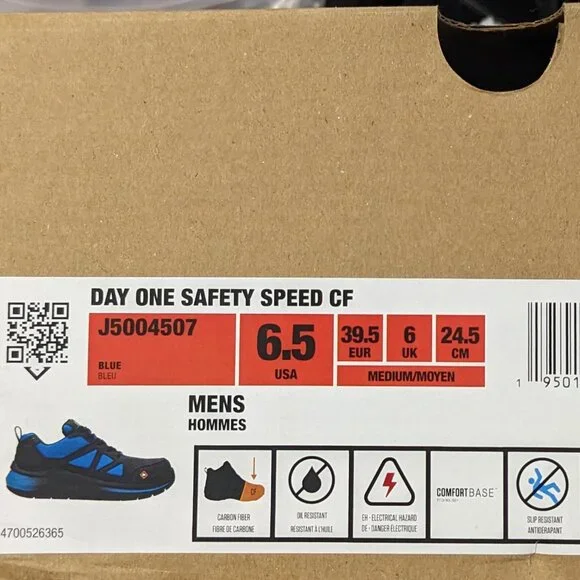 DAY ONE SAFETY SPEED CF
J5004507
BLUE
BLEU
6.5
USA
39.5
EUR
6
UK
24.5
CM
MEDIUM/MOYEN
1 9501
MENS
HOMMES
4700526365
CF
CARBON FIBER
FIBRE DE CARBONE
OIL RESISTANT
RÉSISTANT À L'HUILE
EH - ELECTRICAL HAZARD
DE - DANGER ÉLECTRIQUE
COMFORTBASE
SLIP RESISTANT
ANTIDÉRAPANT